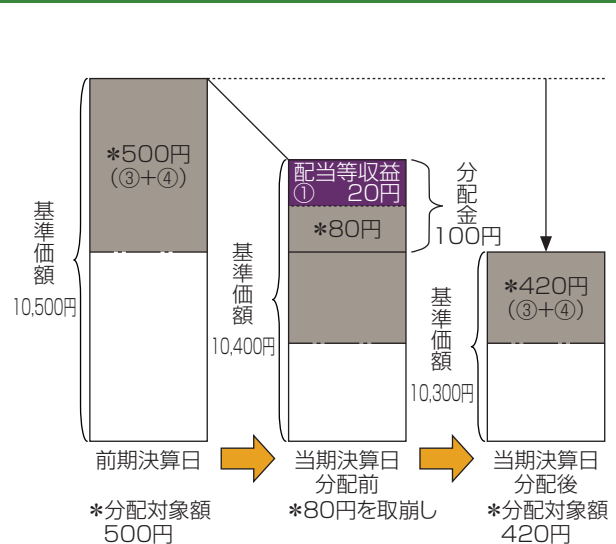 *500円
(③+④)
基準価額
10,500円
前期決算日
*分配対象額
500円
配当等収益
① 20円
*80円
分配金
100円
基準価額
10,400円
当期決算日
分配前
*80円を取崩し
*420円
(③+④)
基準価額
10,300円
当期決算日
分配後
*分配対象額
420円